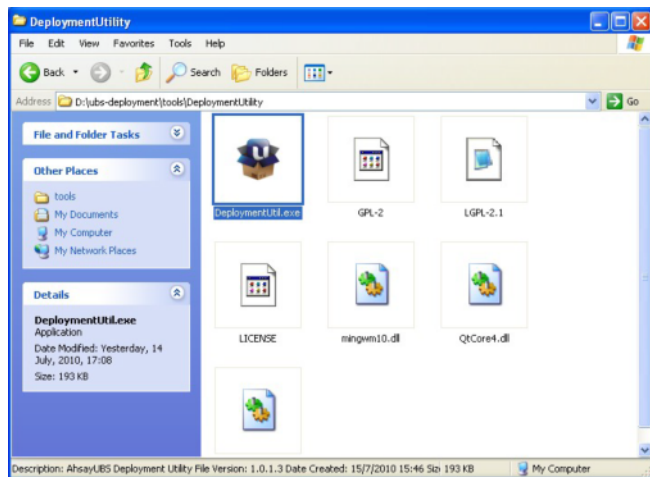 DeploymentUtility
File Edit View Favorites Tools Help
Back Search Folders
Address D:\ubs-deployment\tools\DeploymentUtility Go
File and Folder Tasks
Other Places
tools
My Documents
My Computer
My Network Places
Details
DeploymentUtil.exe
Application
Date Modified: Yesterday, 14
July, 2010, 17:08
Size: 193 KB
DeploymentUtil.exe GPL-2 LGPL-2.1
LICENSE mingwm10.dll QtCore4.dll
Description: AhsayUBS Deployment Utility File Version: 1.0.1.3 Date Created: 15/7/2010 15:46 Siz 193 KB My Computer